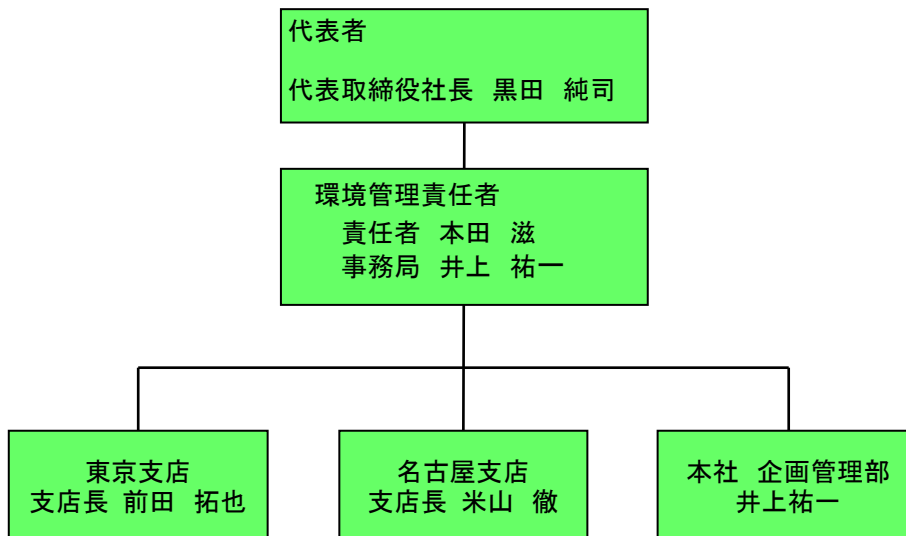 代表者
代表取締役社長 黒田 純司
環境管理責任者
責任者 本田 滋
事務局 井上 祐一
東京支店
支店長 前田 拓也
名古屋支店
支店長 米山 徹
本社 企画管理部
井上祐一